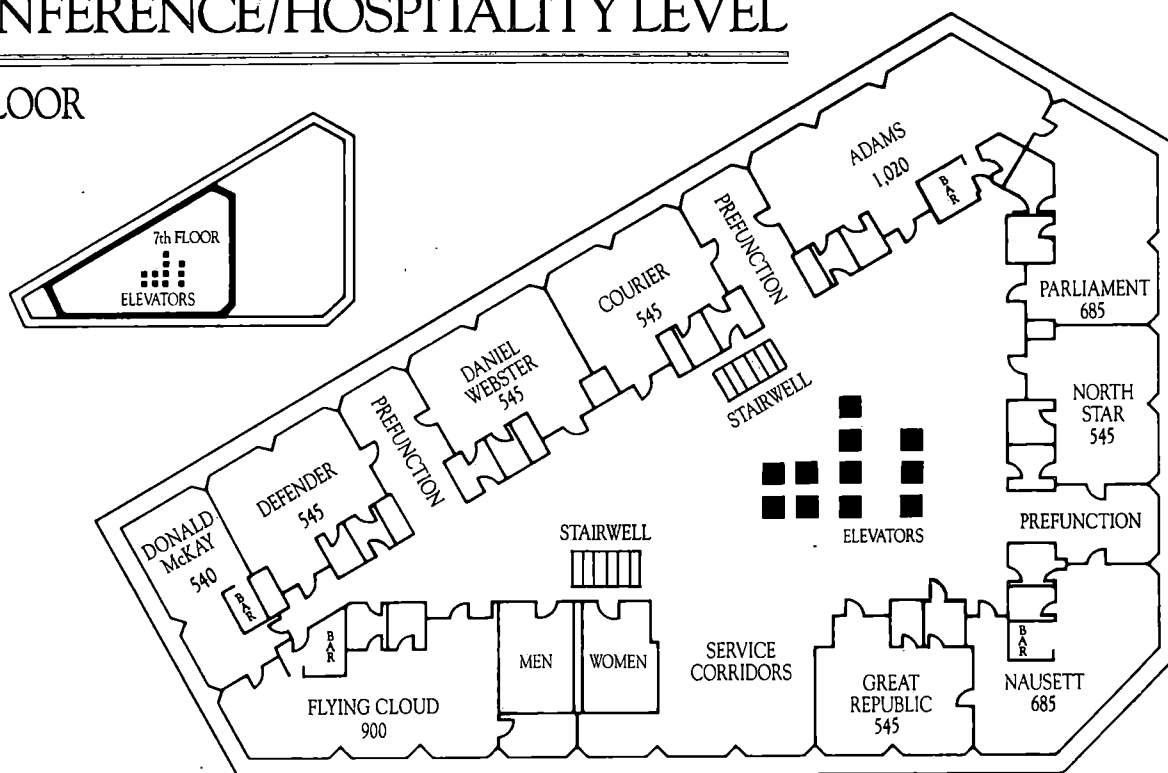 NFERENCE/HOSPITALITY LEVEL
LOOR
7th FLOOR
ELEVATORS
ADAMS
1,020
BAR
PREFUNCTION
COURIER
545
PARLIAMENT
685
DANIEL
WEBSTER
545
STAIRWELL
NORTH
STAR
545
PREFUNCTION
DEFENDER
545
DONALD
McKAY
540
BAR
ELEVATORS
PREFUNCTION
STAIRWELL
BAR
MEN
WOMEN
SERVICE
CORRIDORS
GREAT
REPUBLIC
545
BAR
NAUSETT
685
FLYING CLOUD
900